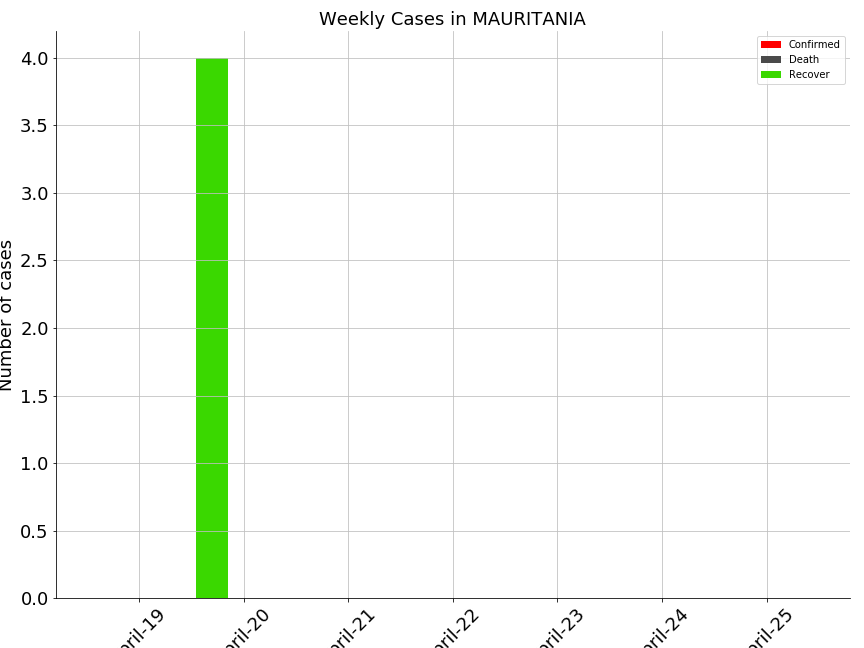 Weekly Cases in MAURITANIA
Confirmed
Death
Recover
Number of cases
4.0
3.5
3.0
2.5
2.0
1.5
1.0
0.5
0.0
pril-19
pril-20
pril-21
pril-22
pril-23
pril-24
pril-25